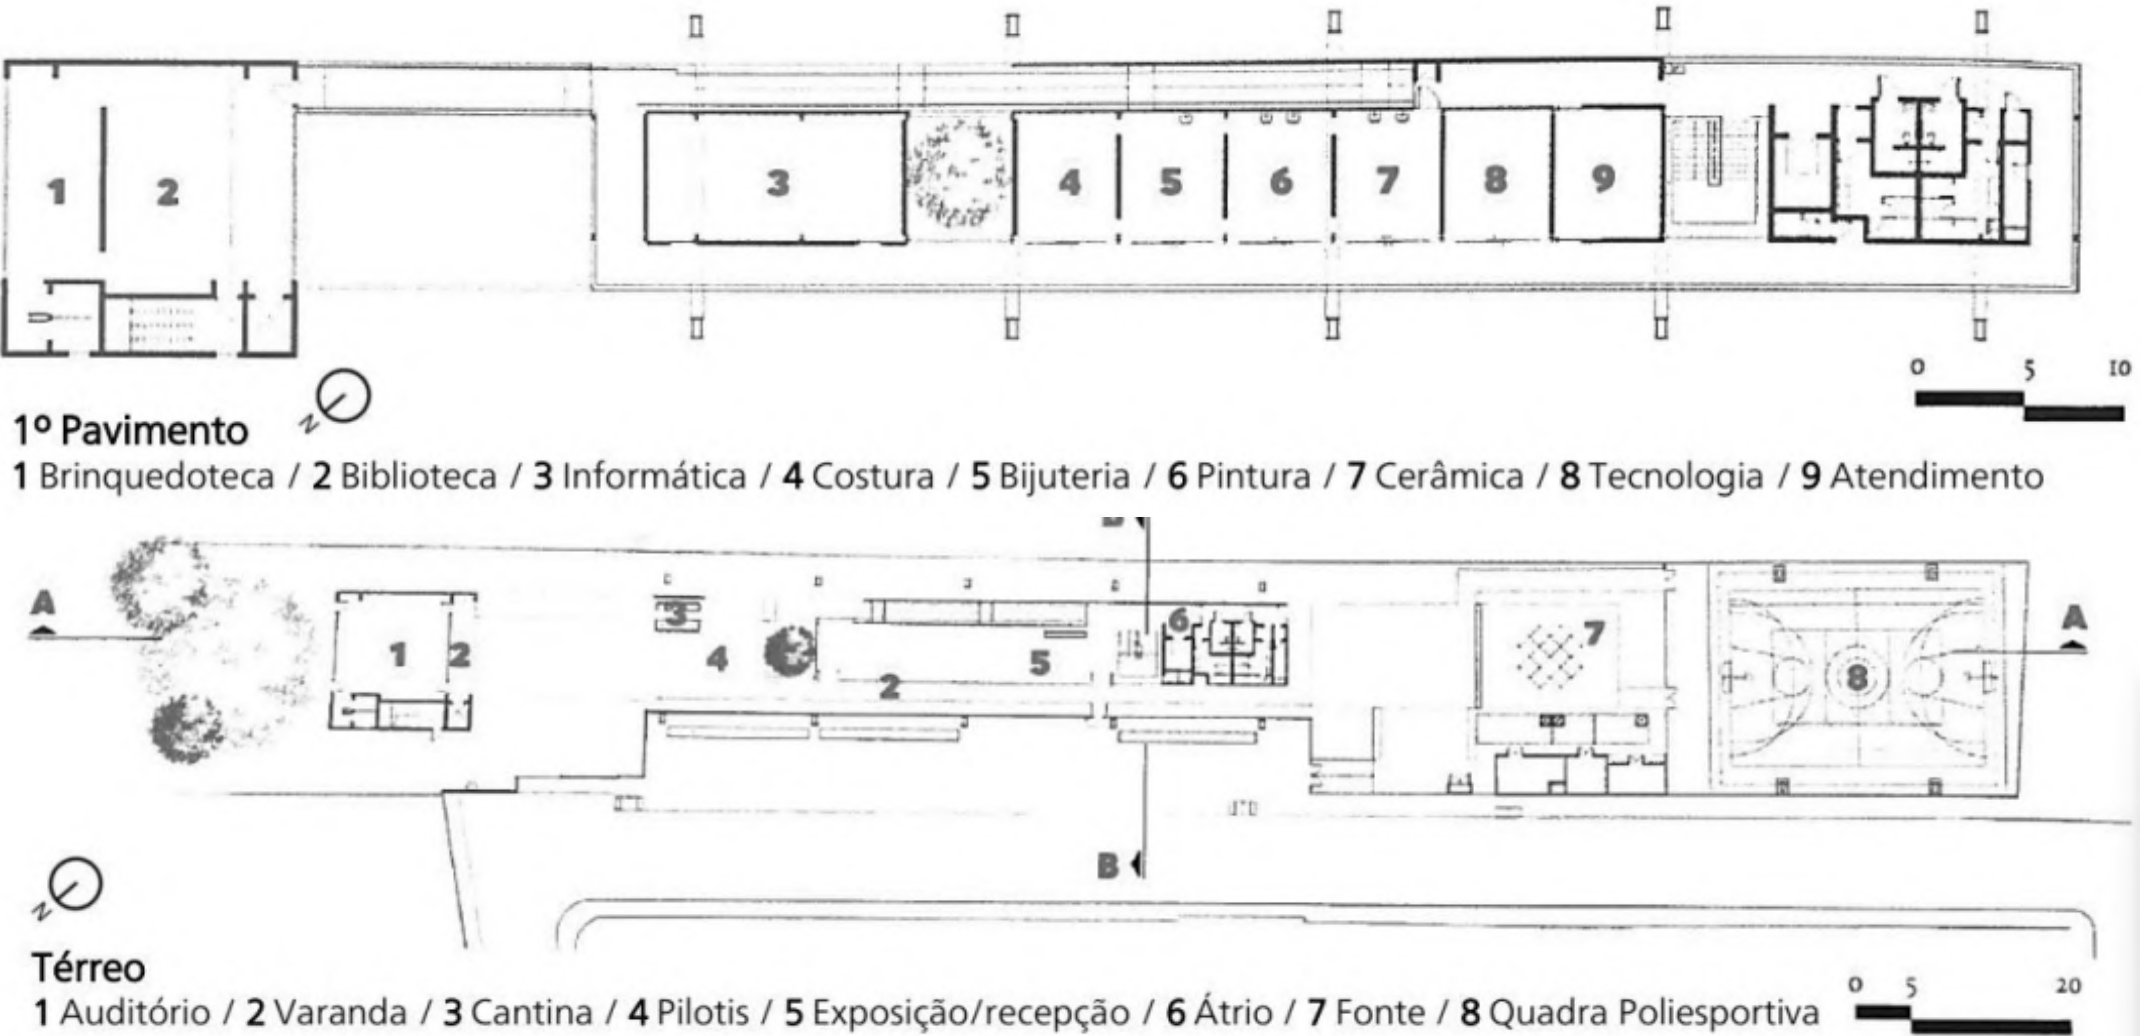 1 2 3 4 5 6 7 8 9
0 5 10
N
1º Pavimento
1 Brinquedoteca / 2 Biblioteca / 3 Informática / 4 Costura / 5 Bijuteria / 6 Pintura / 7 Cerâmica / 8 Tecnologia / 9 Atendimento
B
A 1 2 3 4 2 5 6 7 8 A
B
N
Térreo
0 5 20
1 Auditório / 2 Varanda / 3 Cantina / 4 Pilotis / 5 Exposição/recepção / 6 Átrio / 7 Fonte / 8 Quadra Poliesportiva